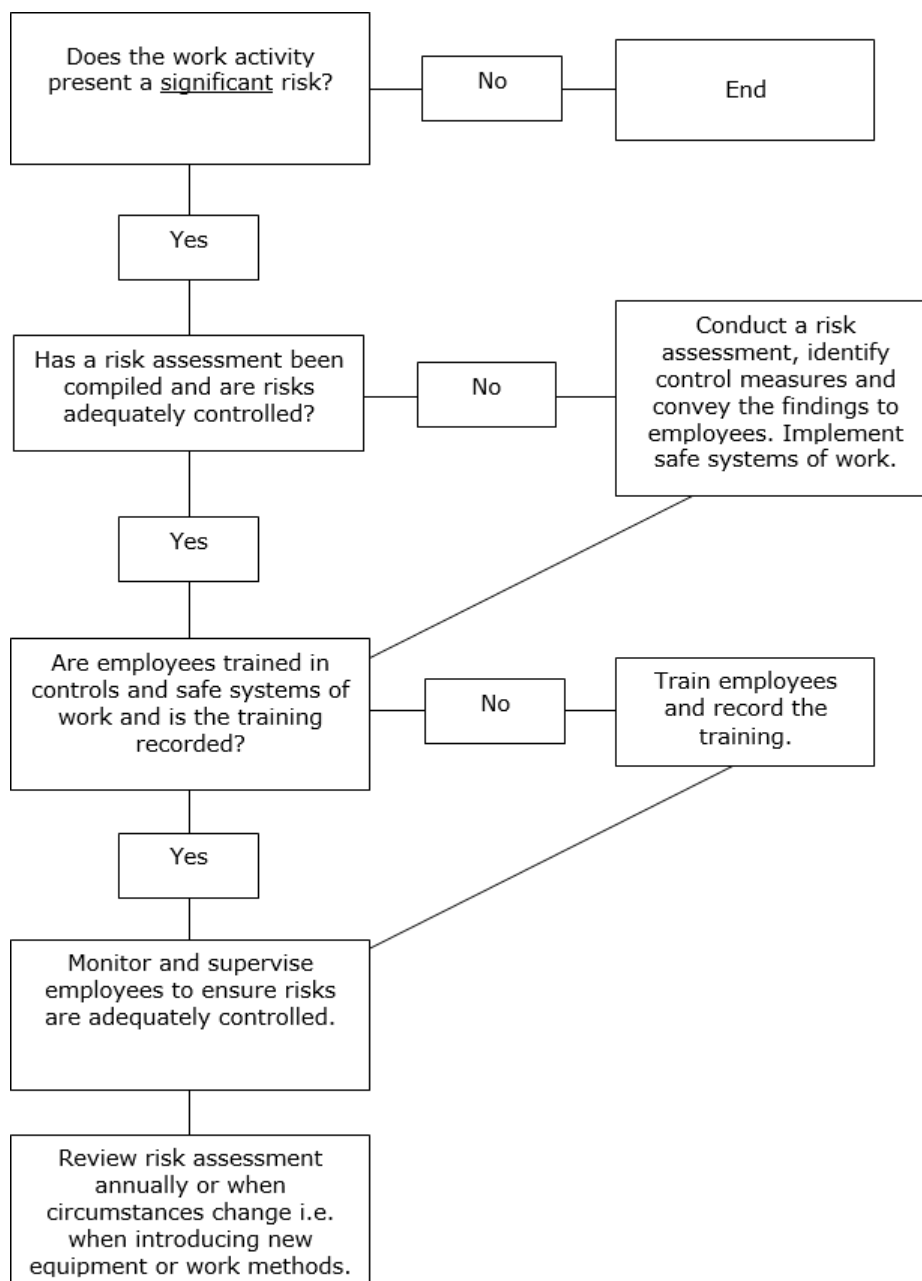 Does the work activity
present a significant risk?
No
End
Yes
Has a risk assessment been
compiled and are risks
adequately controlled?
No
Conduct a risk
assessment, identify
control measures and
convey the findings to
employees. Implement
safe systems of work.
Yes
Are employees trained in
controls and safe systems of
work and is the training
recorded?
No
Train employees
and record the
training.
Yes
Monitor and supervise
employees to ensure risks
are adequately controlled.
Review risk assessment
annually or when
circumstances change i.e.
when introducing new
equipment or work methods.